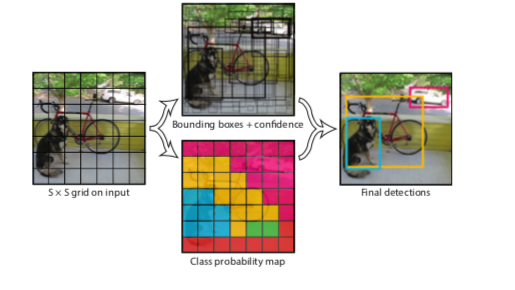 Bounding boxes + confidence
S × S grid on input
Final detections
Class probability map